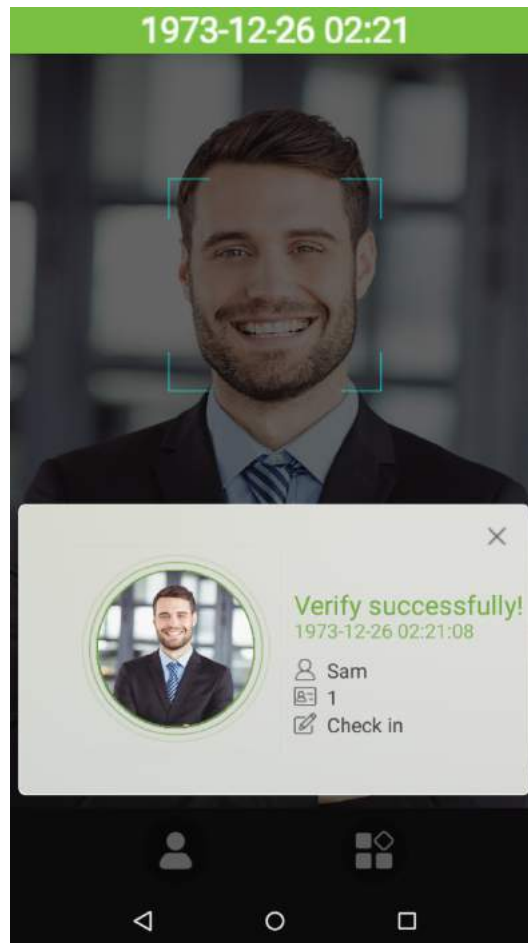 1973-12-26 02:21
Verify successfully!
1973-12-26 02:21:08
Sam
1
Check in